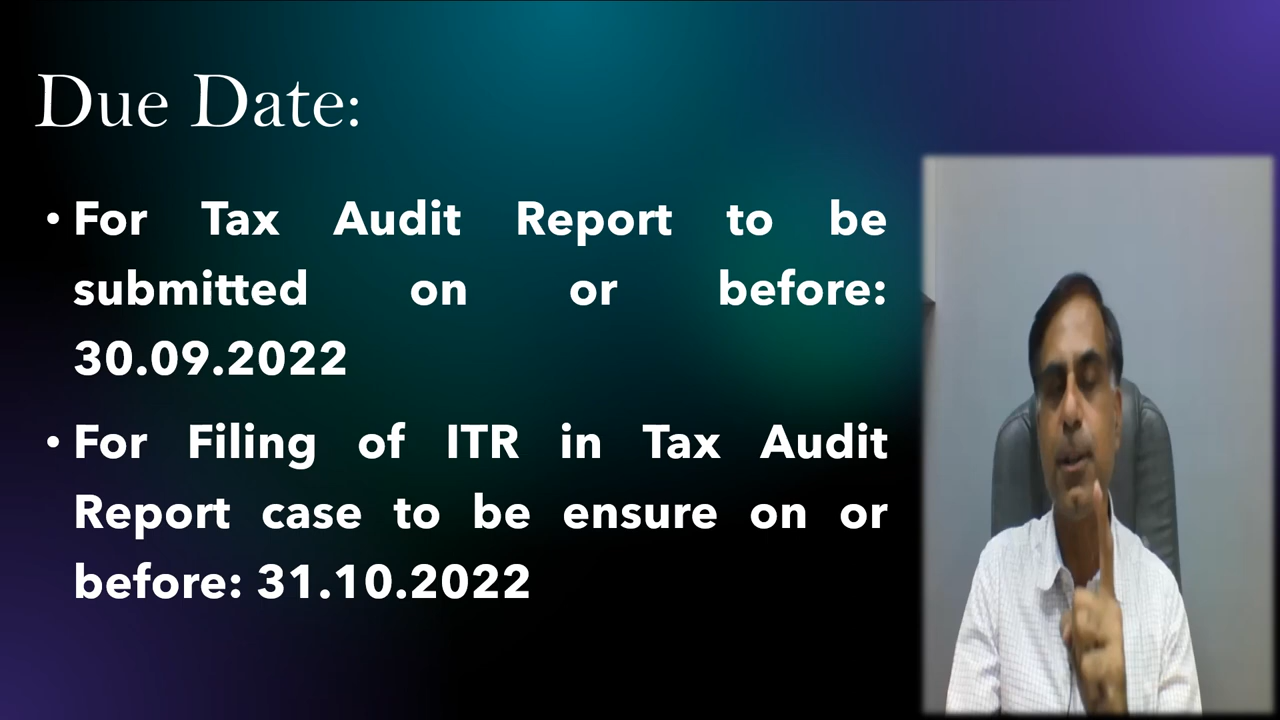 Due Date:
• For Tax Audit Report to be
submitted on or before:
30.09.2022
• For Filing of ITR in Tax Audit
Report case to be ensure on or
before: 31.10.2022